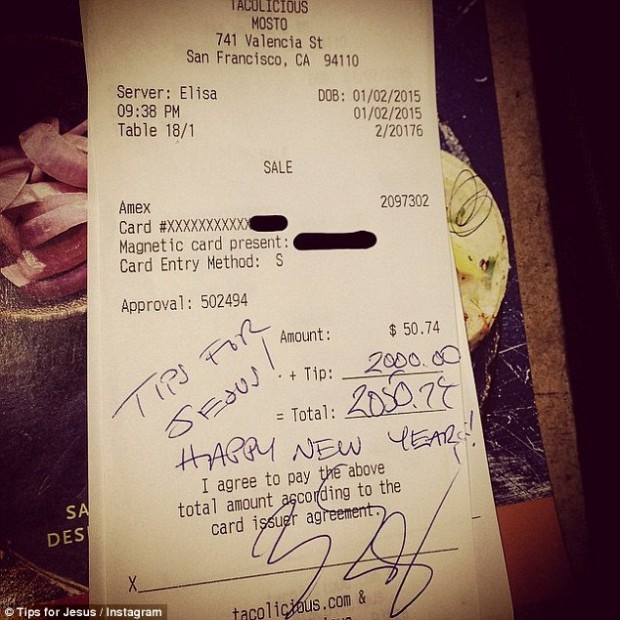 TACOLICIOUS
MOSTO
741 Valencia St
San Francisco, CA 94110
Server: Elisa DOB: 01/02/2015
09:38 PM 01/02/2015
Table 18/1 2/20176
SALE
Amex 2097302
Card #XXXXXXXXXXX
Magnetic card present:
Card Entry Method: S
Approval: 502494
Amount: $ 50.74
+ Tip: 2000.00
= Total: 2050.74
TIPS FOR
JESUS!
HAPPY NEW YEARS!
I agree to pay the above
total amount according to the
card issuer agreement.
X
tacolicious.com &
SA
DES
© Tips for Jesus / Instagram